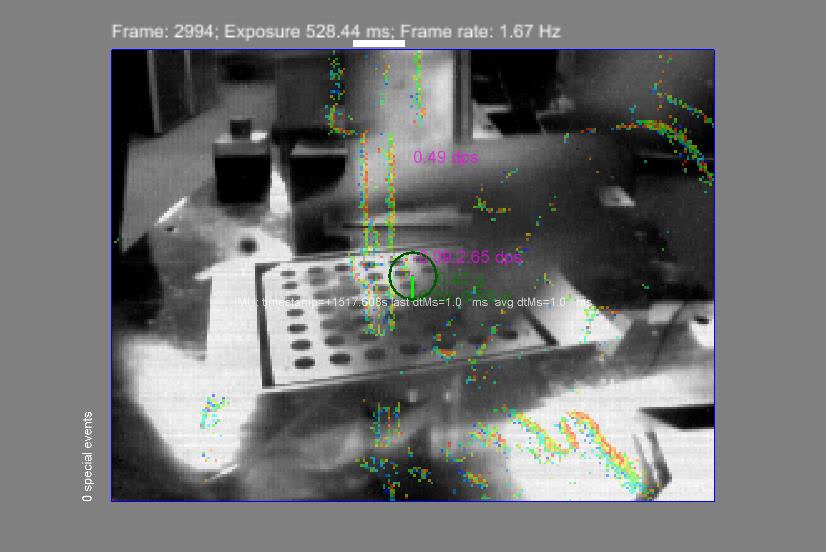 Frame: 2994; Exposure 528.44 ms; Frame rate: 1.67 Hz
0.49 dps
2.65 dps
IMU: timestamp=+1517.608s last dtMs=1.0 ms avg dtMs=1.0 ms
0 special events